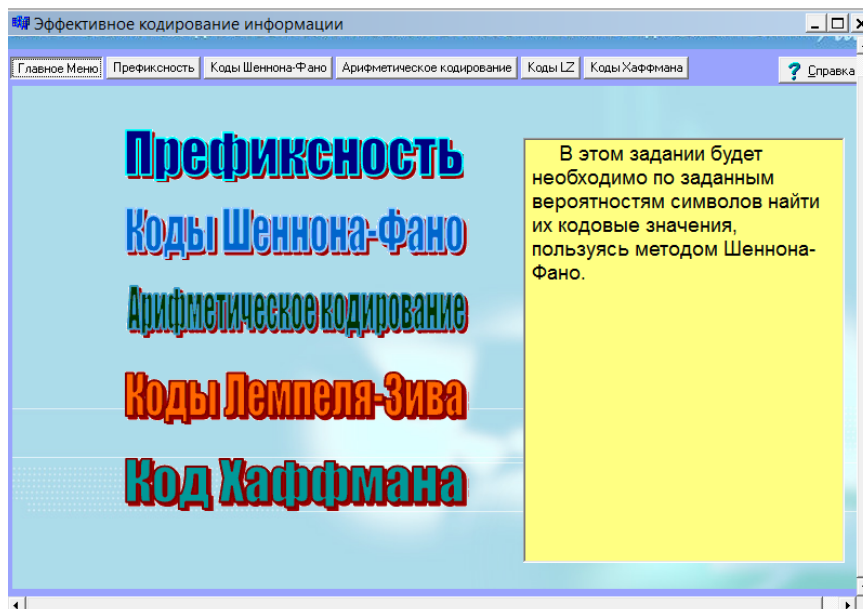 Эффективное кодирование информации
Главное Меню Префиксность Коды Шеннона-Фано Арифметическое кодирование Коды LZ Коды Хаффмана Справка
Префиксность
Коды Шеннона-Фано
Арифметическое кодирование
Коды Лемпеля-Зива
Код Хаффмана
В этом задании будет
необходимо по заданным
вероятностям символов найти
их кодовые значения,
пользуясь методом Шеннона-
Фано.